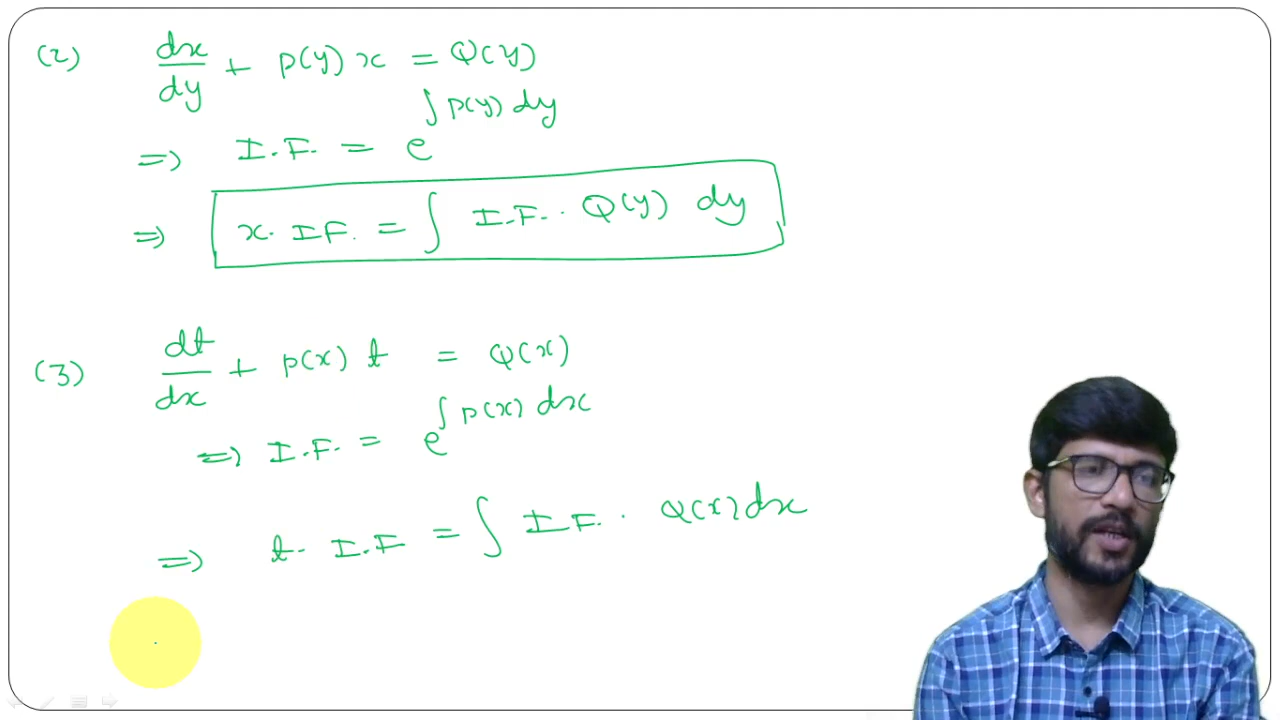 (2) dx/dy + P(y) x = Q(y)
⇒ I.F. = e^∫P(y) dy
⇒ x. I.F. = ∫ I.F. . Q(y) dy
(3) dt/dx + P(x) t = Q(x)
⇒ I.F. = e^∫P(x) dx
⇒ t. I.F = ∫ I.F. . Q(x) dx